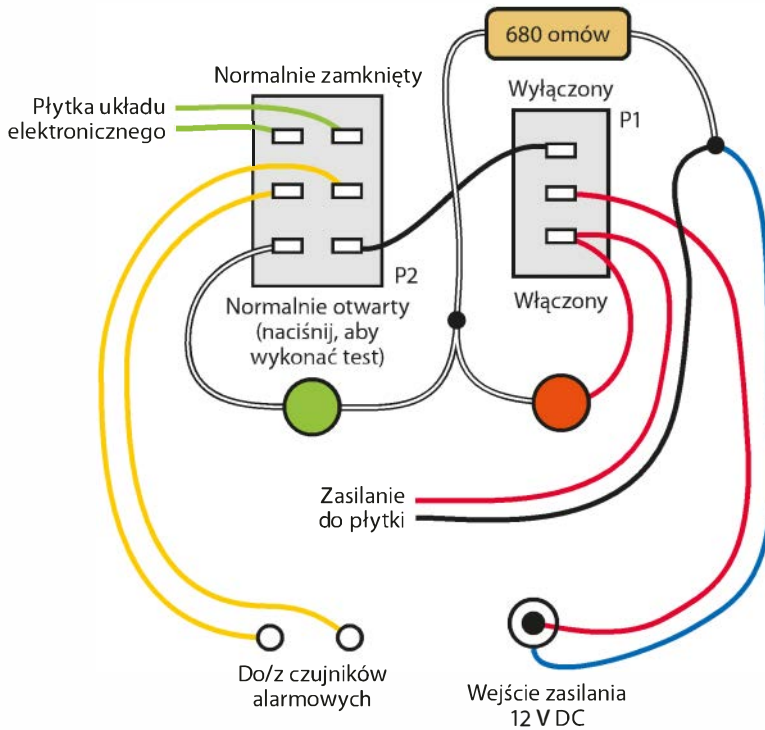 680 omów
Normalnie zamknięty
Wyłączony
Płytka układu
elektronicznego
P1
P2
Włączony
Normalnie otwarty
(naciśnij, aby
wykonać test)
Zasilanie
do płytki
Do/z czujników
alarmowych
Wejście zasilania
12 V DC